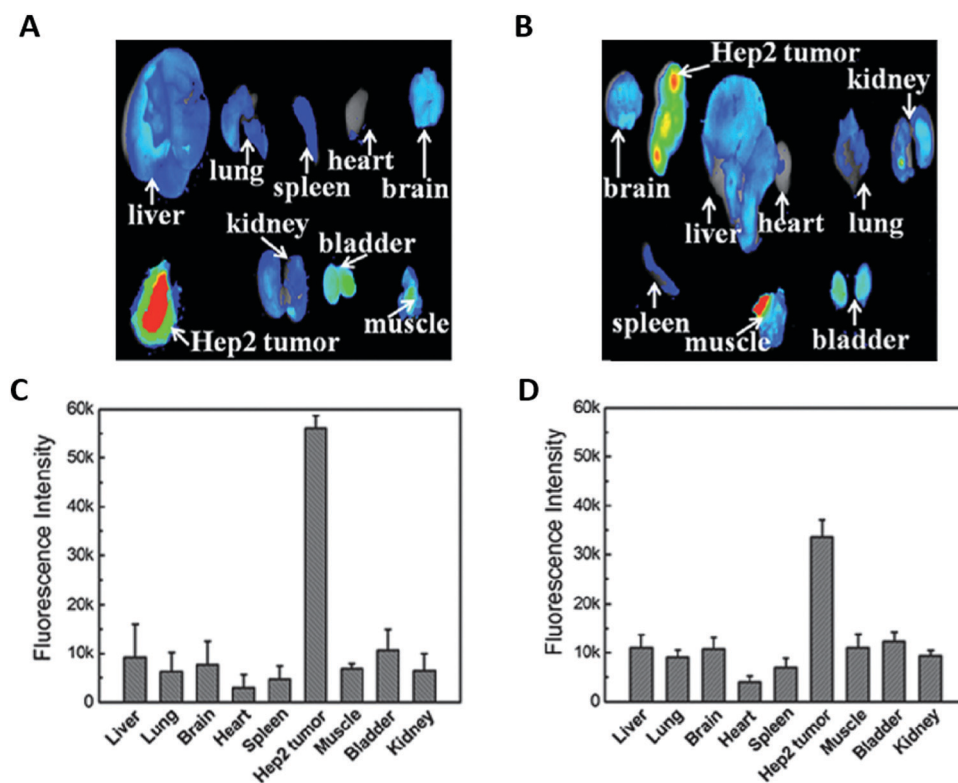 A
liver
lung
spleen
heart
brain
Hep2 tumor
kidney
bladder
muscle
B
Hep2 tumor
kidney
brain
liver
heart
lung
spleen
muscle
bladder
C
Fluorescence Intensity
60k
50k
40k
30k
20k
10k
0
Liver
Lung
Brain
Heart
Spleen
Hep2 tumor
Muscle
Bladder
Kidney
D
Fluorescence Intensity
60k
50k
40k
30k
20k
10k
0
Liver
Lung
Brain
Heart
Spleen
Hep2 tumor
Muscle
Bladder
Kidney